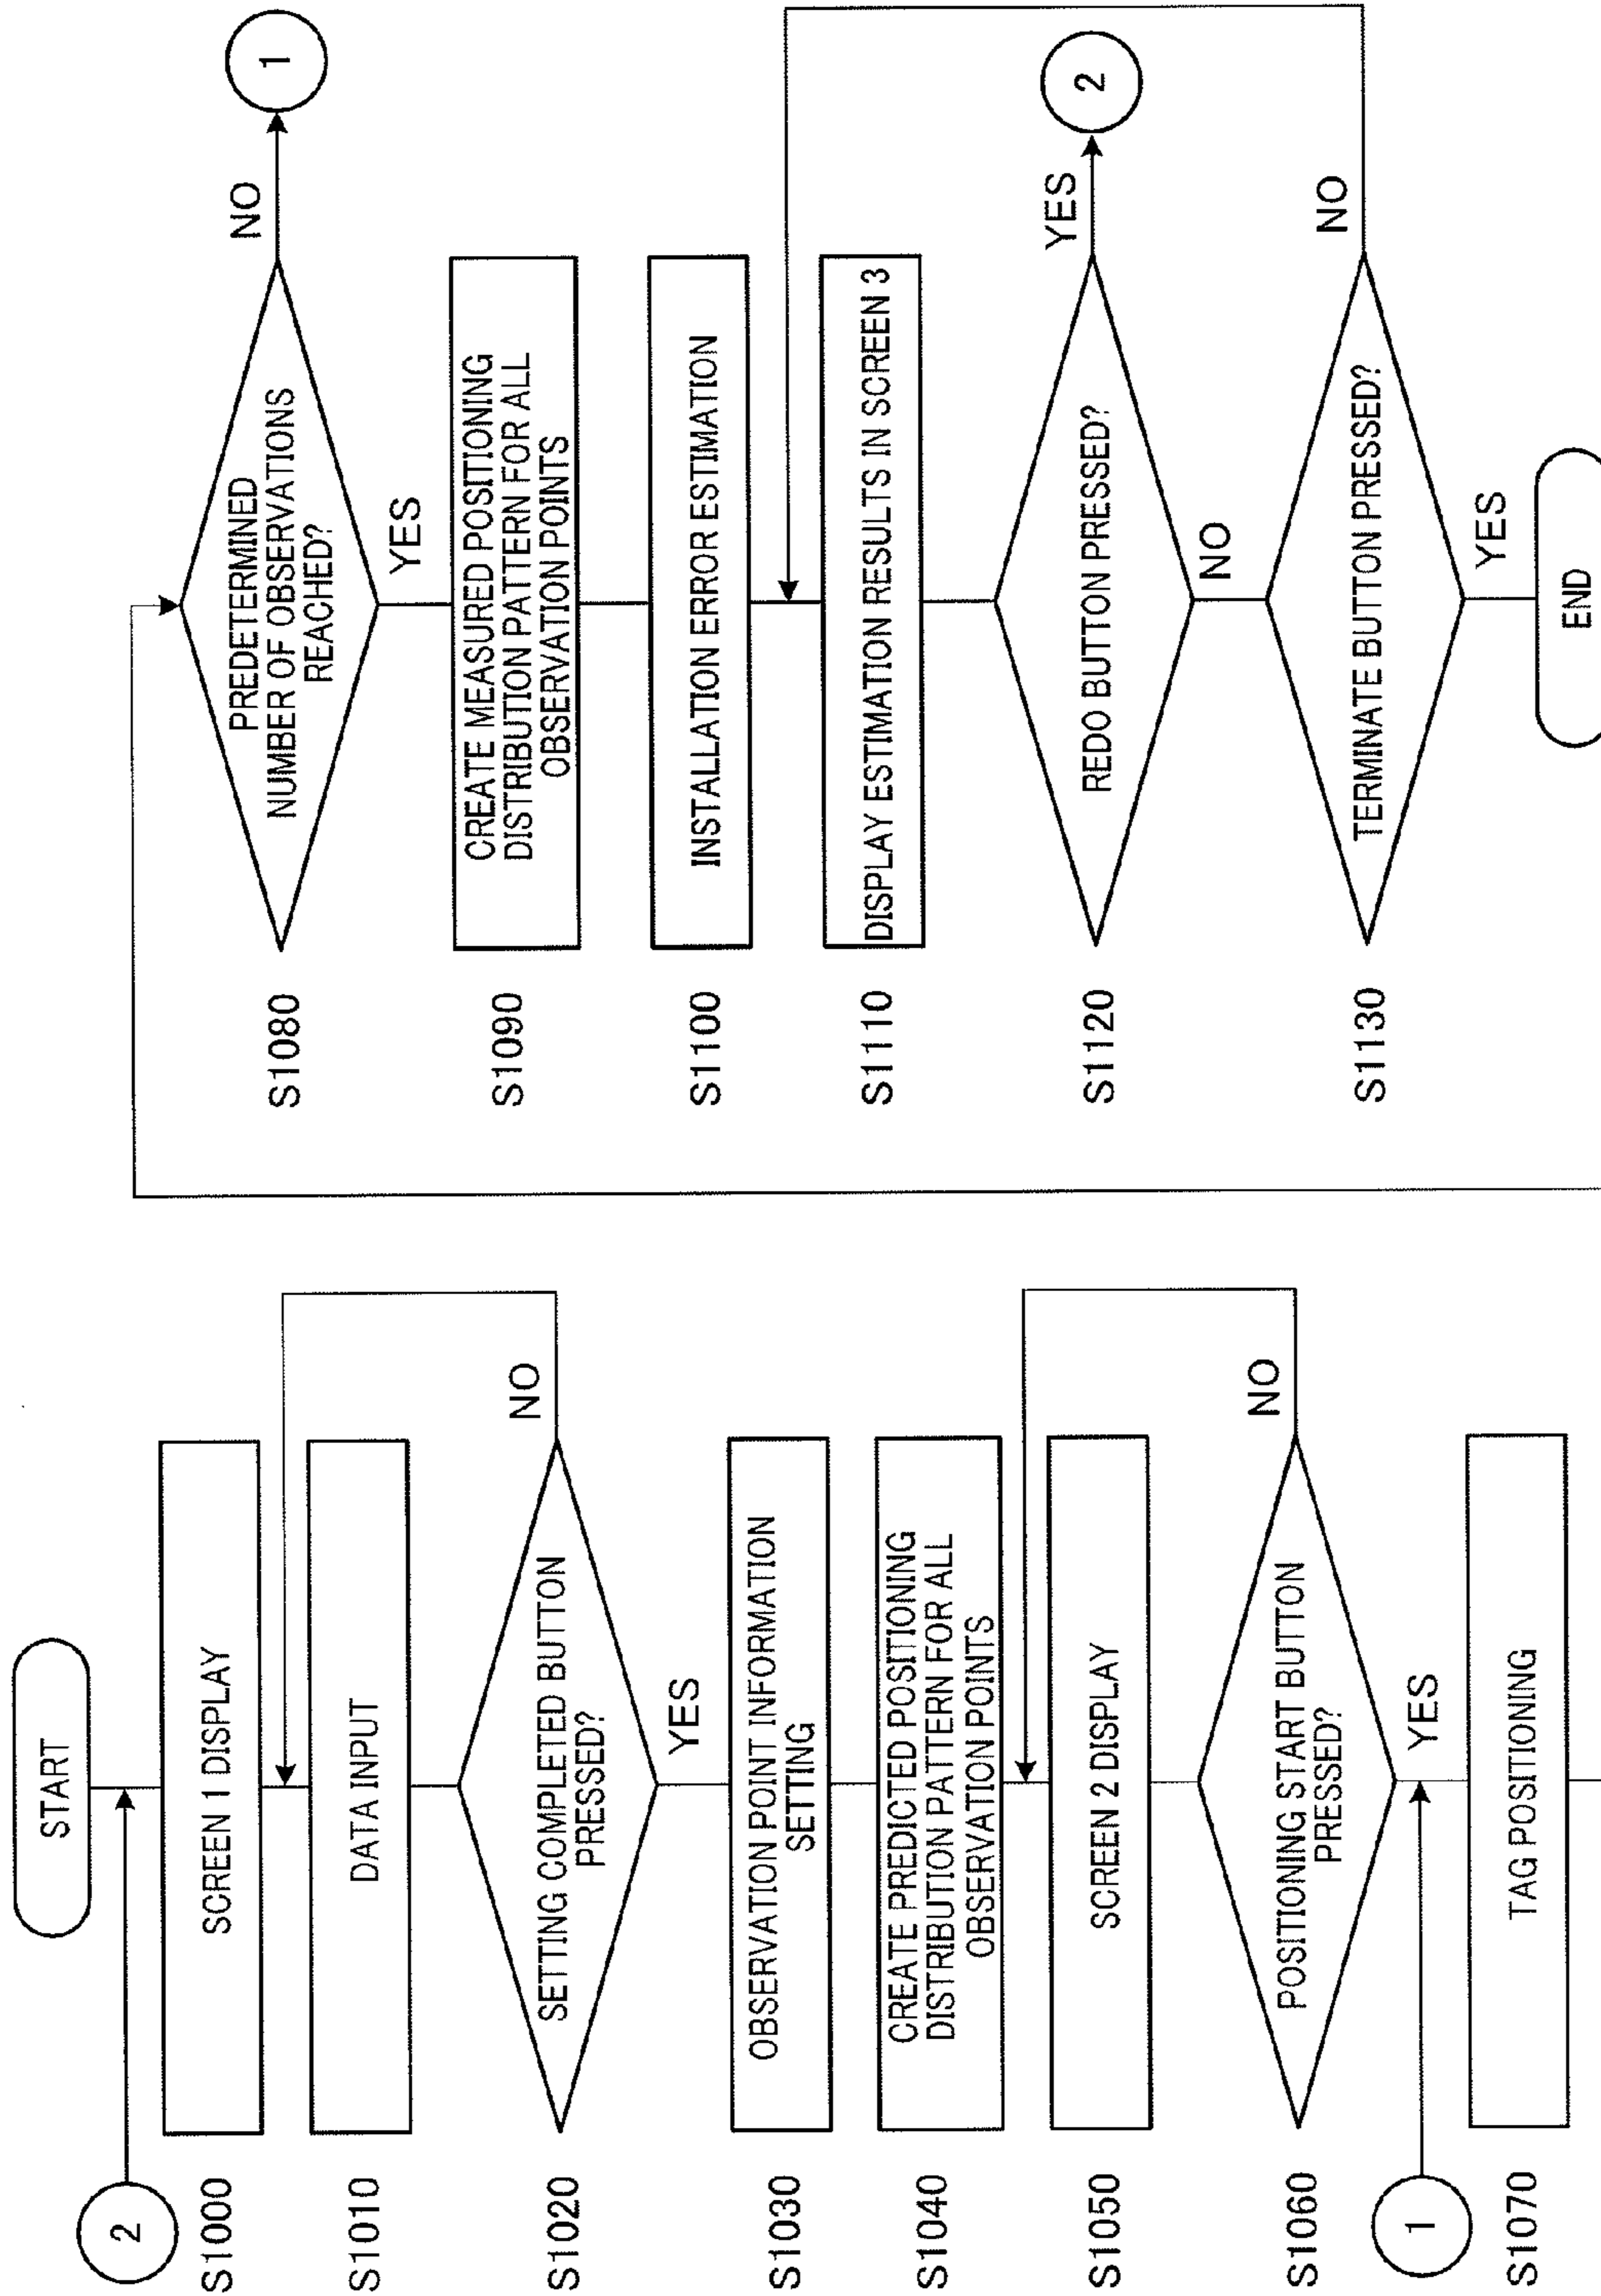 START
2
S1000
SCREEN 1 DISPLAY
S1010
DATA INPUT
S1020
SETTING COMPLETED BUTTON
PRESSED?
NO
YES
S1030
OBSERVATION POINT INFORMATION
SETTING
S1040
CREATE PREDICTED POSITIONING
DISTRIBUTION PATTERN FOR ALL
OBSERVATION POINTS
S1050
SCREEN 2 DISPLAY
S1060
POSITIONING START BUTTON
PRESSED?
NO
YES
1
S1070
TAG POSITIONING
S1080
PREDETERMINED
NUMBER OF OBSERVATIONS
REACHED?
NO
1
YES
S1090
CREATE MEASURED POSITIONING
DISTRIBUTION PATTERN FOR ALL
OBSERVATION POINTS
S1100
INSTALLATION ERROR ESTIMATION
S1110
DISPLAY ESTIMATION RESULTS IN SCREEN 3
S1120
REDO BUTTON PRESSED?
YES
2
NO
S1130
TERMINATE BUTTON PRESSED?
NO
YES
END